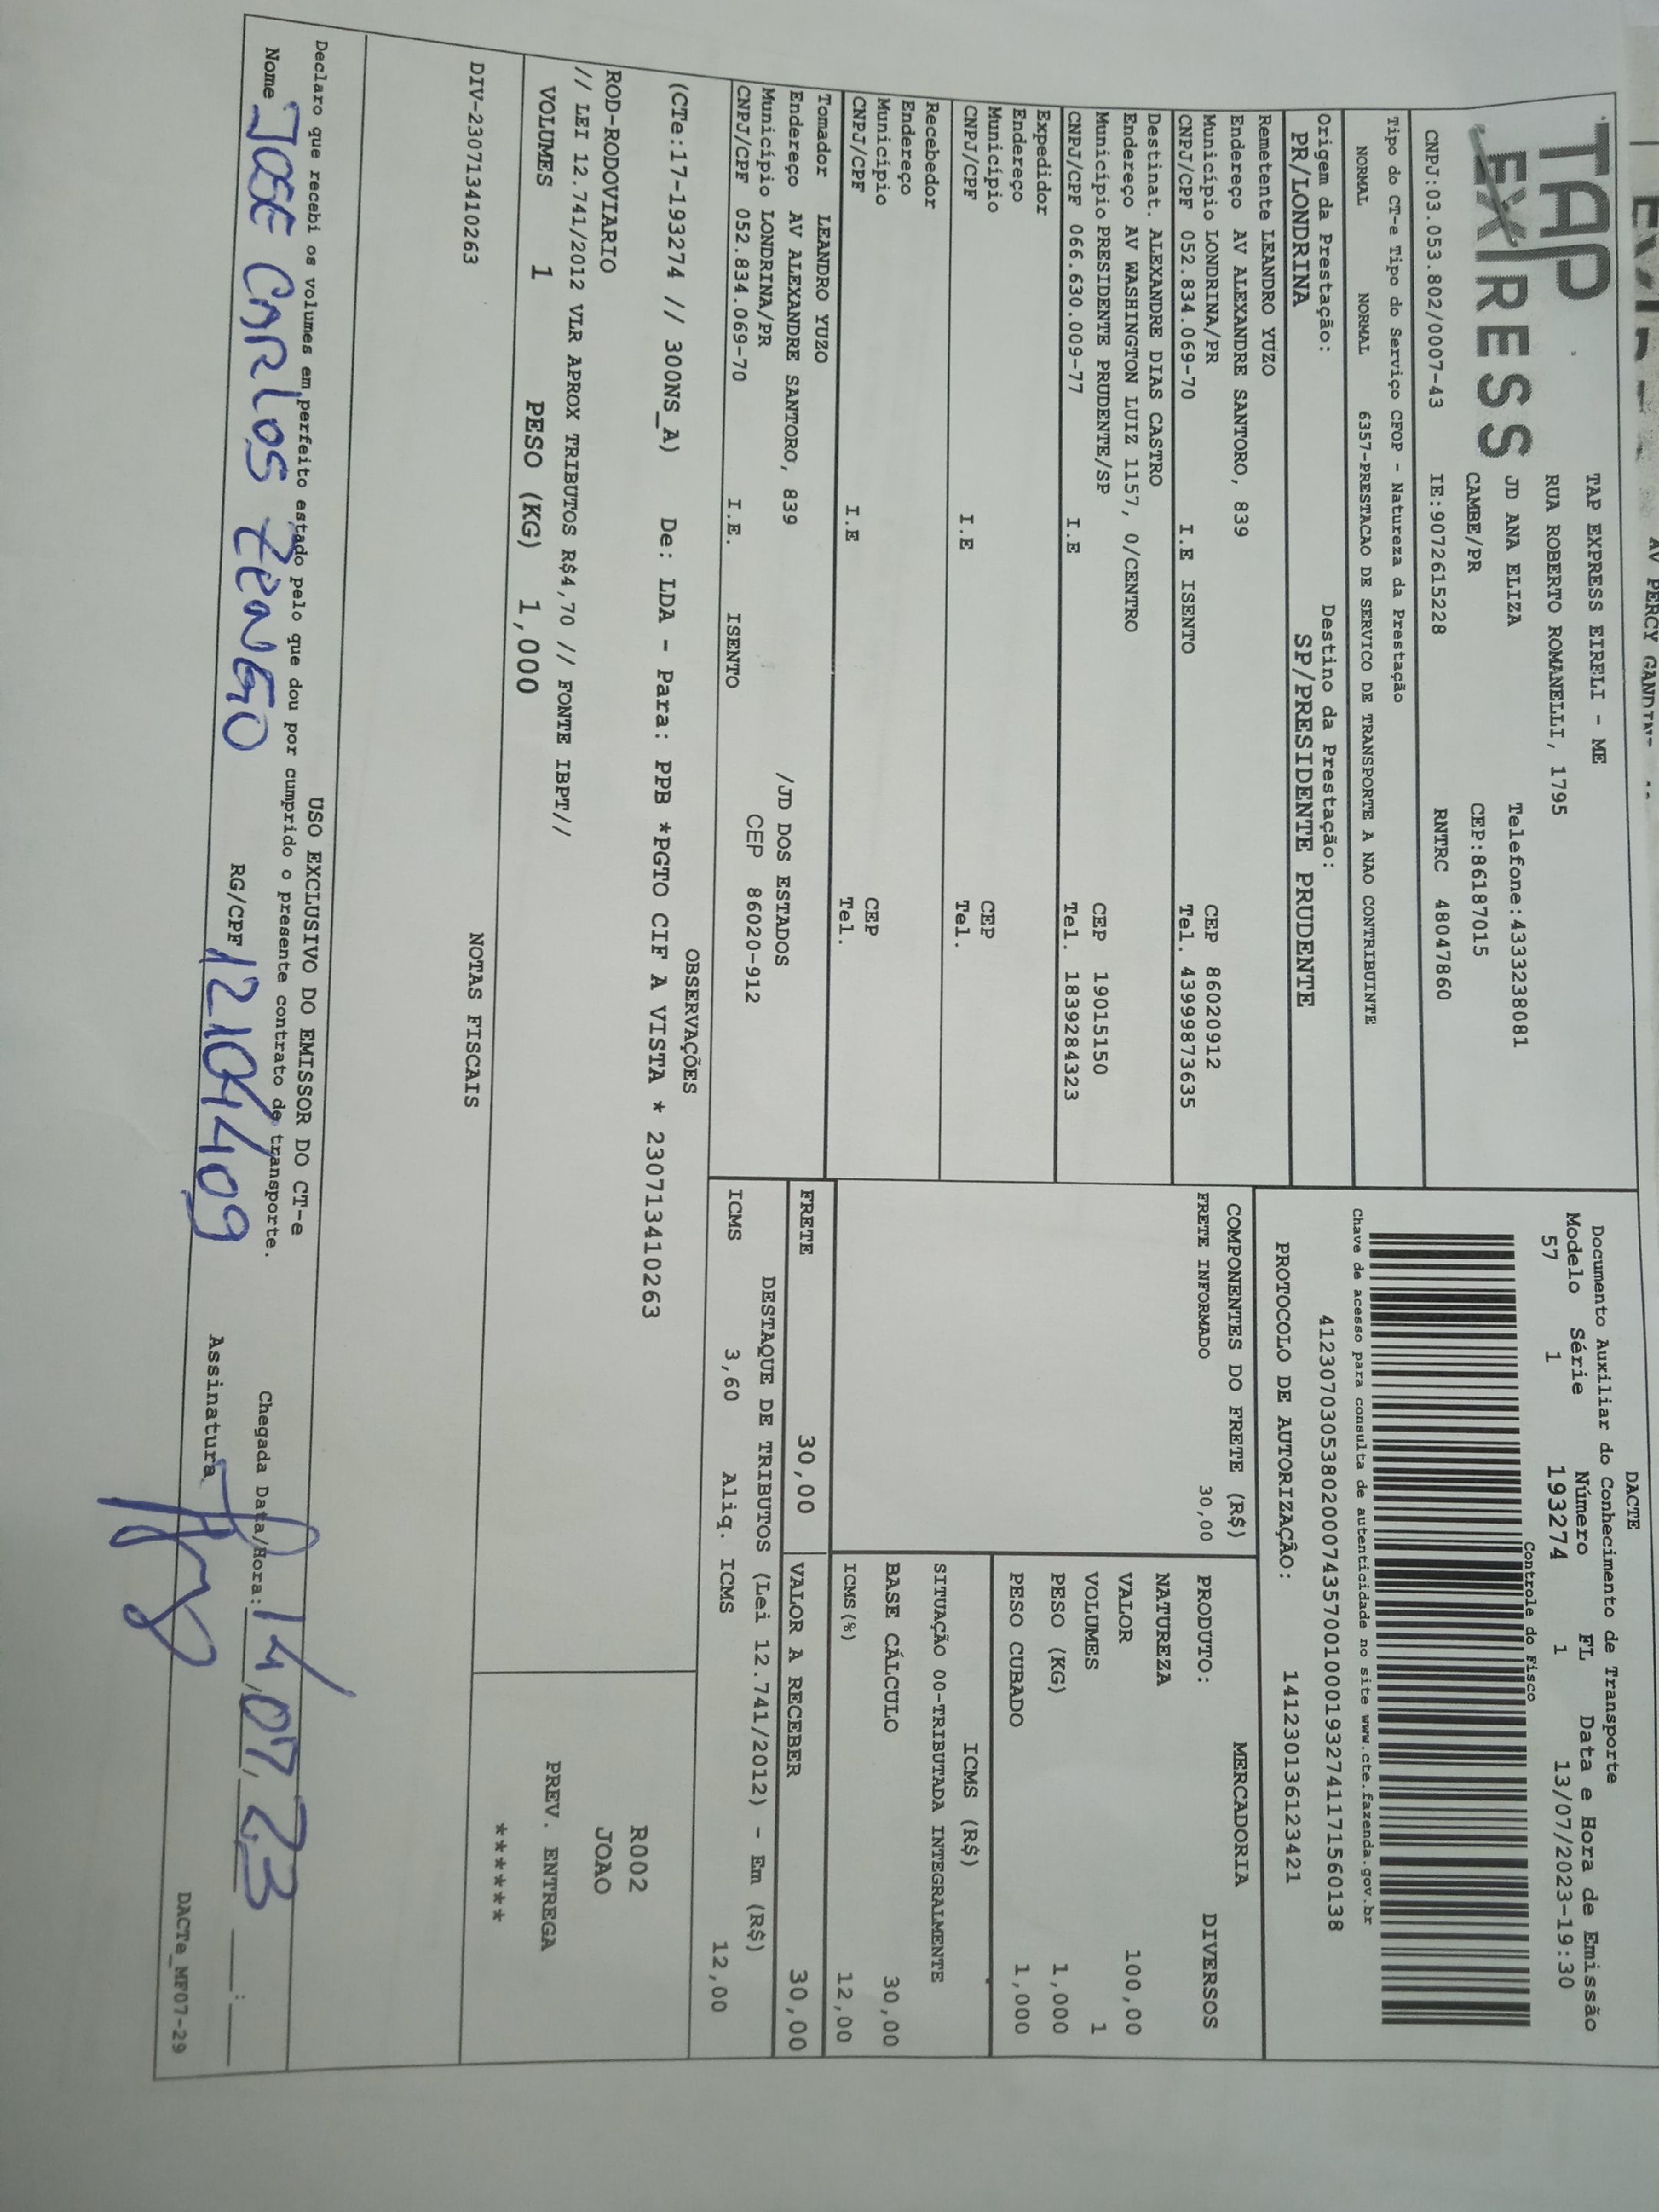 AV PERCY GANDIN
TAP
EXPRESS
TAP EXPRESS EIRELI - ME
RUA ROBERTO ROMANELLI, 1795
JD ANA ELIZA Telefone:4333238081
CAMBE/PR CEP:86187015
CNPJ:03.053.802/0007-43 IE:9072615228 RNTRC 48047860
Tipo do CT-e Tipo do Serviço CFOP - Natureza da Prestação
NORMAL NORMAL 6357-PRESTACAO DE SERVICO DE TRANSPORTE A NAO CONTRIBUINTE
Origem da Prestação: Destino da Prestação:
PR/LONDRINA SP/PRESIDENTE PRUDENTE
DACTE
Documento Auxiliar do Conhecimento de Transporte
Modelo Série Número FL Data e Hora de Emissão
57 1 193274 1 13/07/2023-19:30
Controle do Fisco
Chave de acesso para consulta de autenticidade no site www.cte.fazenda.gov.br
41230703053802000743570010001932741171560138
PROTOCOLO DE AUTORIZAÇÃO: 141230136123421
Remetente LEANDRO YUZO
Endereço AV ALEXANDRE SANTORO, 839
Município LONDRINA/PR CEP 86020912
CNPJ/CPF 052.834.069-70 I.E ISENTO Tel. 43999873635
Destinat. ALEXANDRE DIAS CASTRO
Endereço AV WASHINGTON LUIZ 1157, 0/CENTRO
Município PRESIDENTE PRUDENTE/SP CEP 19015150
CNPJ/CPF 066.630.009-77 I.E Tel. 1839284323
Expedidor
Endereço
Município CEP
CNPJ/CPF I.E Tel.
Recebedor
Endereço
Município CEP
CNPJ/CPF I.E Tel.
Tomador LEANDRO YUZO
Endereço AV ALEXANDRE SANTORO, 839 /JD DOS ESTADOS
Município LONDRINA/PR CEP 86020-912
CNPJ/CPF 052.834.069-70 I.E. ISENTO
COMPONENTES DO FRETE (R$)
FRETE INFORMADO 30,00
MERCADORIA
PRODUTO: DIVERSOS
NATUREZA
VALOR 100,00
VOLUMES 1
PESO (KG) 1,000
PESO CUBADO 1,000
ICMS (R$)
SITUAÇÃO 00-TRIBUTADA INTEGRALMENTE
BASE CÁLCULO 30,00
ICMS(%) 12,00
FRETE 30,00 VALOR A RECEBER 30,00
DESTAQUE DE TRIBUTOS (Lei 12.741/2012) - Em (R$)
ICMS 3,60 Aliq. ICMS 12,00
OBSERVAÇÕES
(CTe:17-193274 // 300NS_A) De: LDA - Para: PPB *PGTO CIF A VISTA * 230713410263
ROD-RODOVIARIO
// LEI 12.741/2012 VLR APROX TRIBUTOS R$4,70 // FONTE IBPT//
VOLUMES 1 PESO (KG) 1,000
R002
JOAO
PREV. ENTREGA
******
NOTAS FISCAIS
DIV-230713410263
USO EXCLUSIVO DO EMISSOR DO CT-e
Declaro que recebi os volumes em perfeito estado pelo que dou por cumprido o presente contrato de transporte.
Nome JOSE CARLOS RG/CPF 12104409 Assinatura Chegada Data/Hora: 14/07/23 :
DACTe_MF07-29